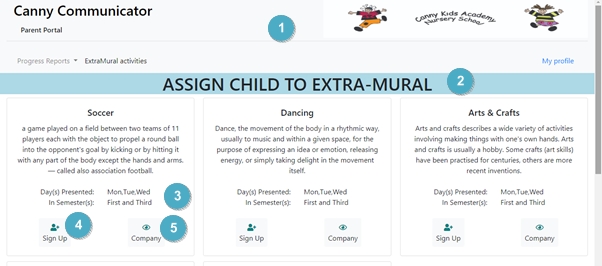 Canny Communicator
Canny Kids Academy
Nursery School
1
Parent Portal
Progress Reports
ExtraMural activities
My profile
ASSIGN CHILD TO EXTRA-MURAL
2
Soccer
a game played on a field between two teams of 11
players each with the object to propel a round ball
into the opponent's goal by kicking or by hitting it
with any part of the body except the hands and arms.
— called also association football.
Day(s) Presented: Mon,Tue,Wed
In Semester(s): First and Third
3
4
Sign Up
5
Company
Dancing
Dance, the movement of the body in a rhythmic way,
usually to music and within a given space, for the
purpose of expressing an idea or emotion, releasing
energy, or simply taking delight in the movement
itself.
Day(s) Presented: Mon,Tue,Wed
In Semester(s): First and Third
Sign Up
Company
Arts & Crafts
Arts and crafts describes a wide variety of activities
involving making things with one's own hands. Arts
and crafts is usually a hobby. Some crafts (art skills)
have been practised for centuries, others are more
recent inventions.
Day(s) Presented: Mon,Tue,Wed
In Semester(s): First and Third
Sign Up
Company